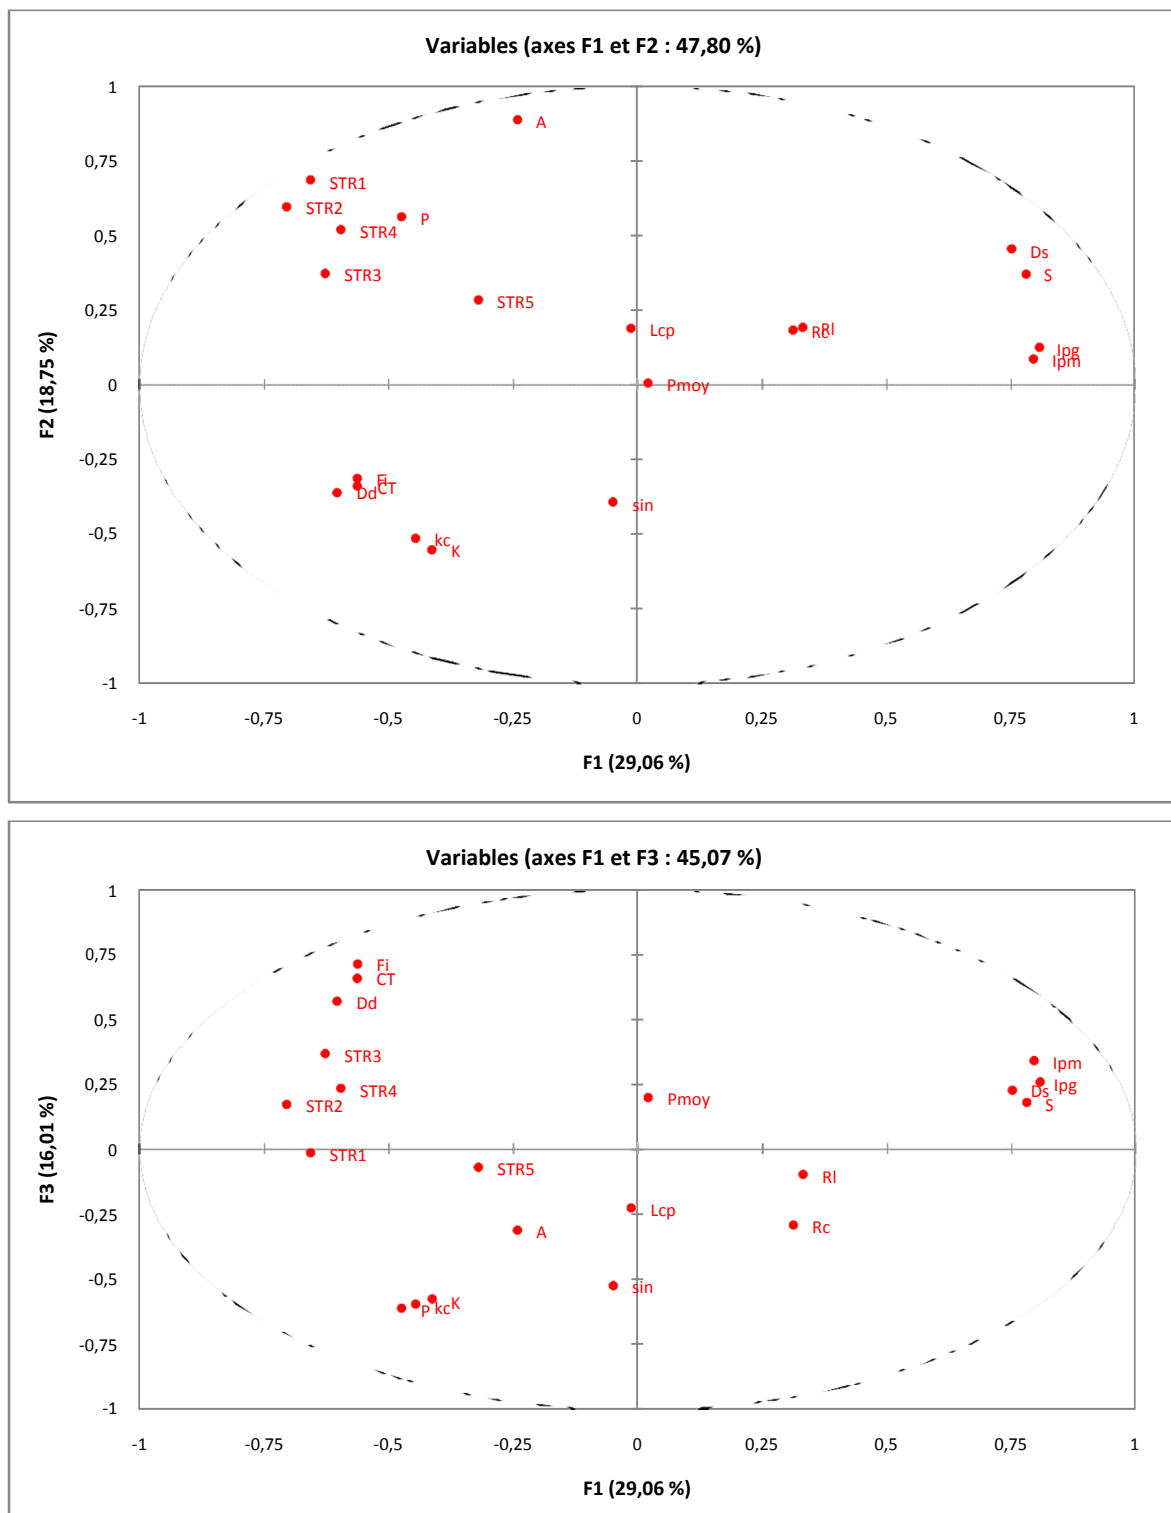 Variables (axes F1 et F2 : 47,80 %)
1
A
0,75
STR1
STR2
P
STR4
0,5
Ds
STR3
S
STR5
0,25
Lcp
Rc
Rl
Ipg
Ipm
0
Pmoy
F2 (18,75 %)
-0,25
Fi
CT
Dd
sin
-0,5
kc
K
-0,75
-1
-1
-0,75
-0,5
-0,25
0
0,25
0,5
0,75
1
F1 (29,06 %)
Variables (axes F1 et F3 : 45,07 %)
1
0,75
Fi
CT
Dd
0,5
STR3
Ipm
0,25
STR4
Ipg
Ds
STR2
Pmoy
S
0
STR1
STR5
Rl
F3 (16,01 %)
Lcp
-0,25
A
Rc
-0,5
sin
P
kc
K
-0,75
-1
-1
-0,75
-0,5
-0,25
0
0,25
0,5
0,75
1
F1 (29,06 %)